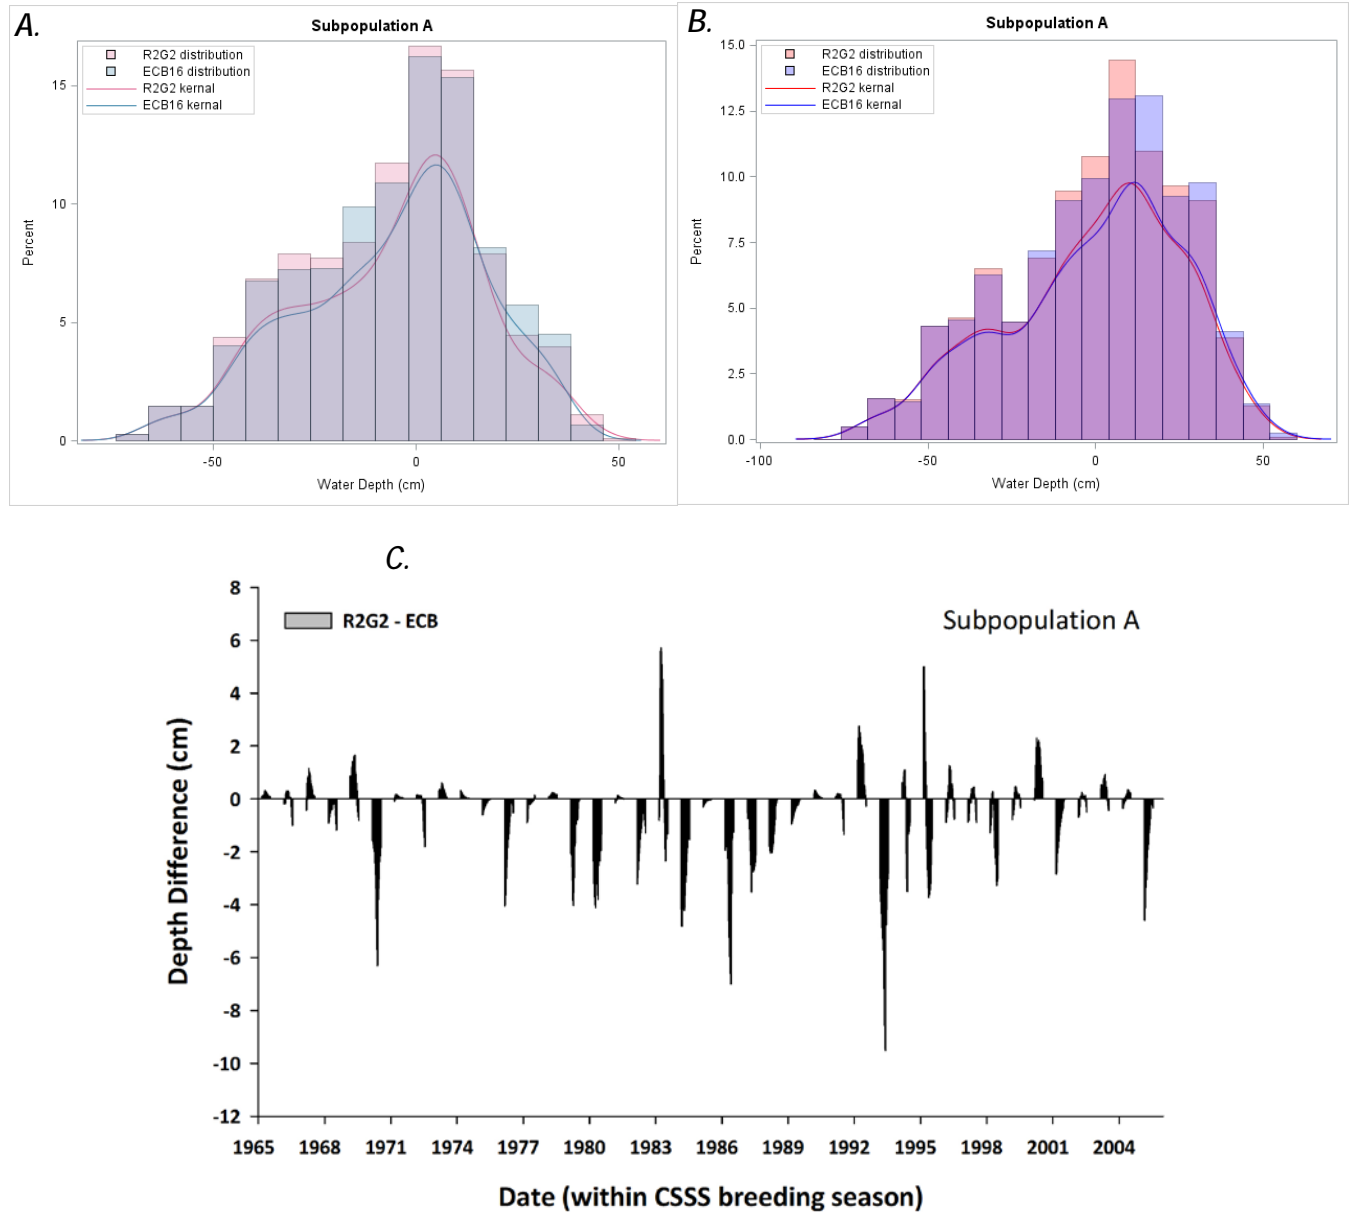 A.
Subpopulation A
R2G2 distribution
ECB16 distribution
R2G2 kernal
ECB16 kernal
15
10
5
0
Percent
-50
0
50
Water Depth (cm)
B.
Subpopulation A
R2G2 distribution
ECB16 distribution
R2G2 kernal
ECB16 kernal
15.0
12.5
10.0
7.5
5.0
2.5
0.0
Percent
-100
-50
0
50
Water Depth (cm)
C.
R2G2 - ECB
Subpopulation A
8
6
4
2
0
-2
-4
-6
-8
-10
-12
Depth Difference (cm)
1965 1968 1971 1974 1977 1980 1983 1986 1989 1992 1995 1998 2001 2004
Date (within CSSS breeding season)